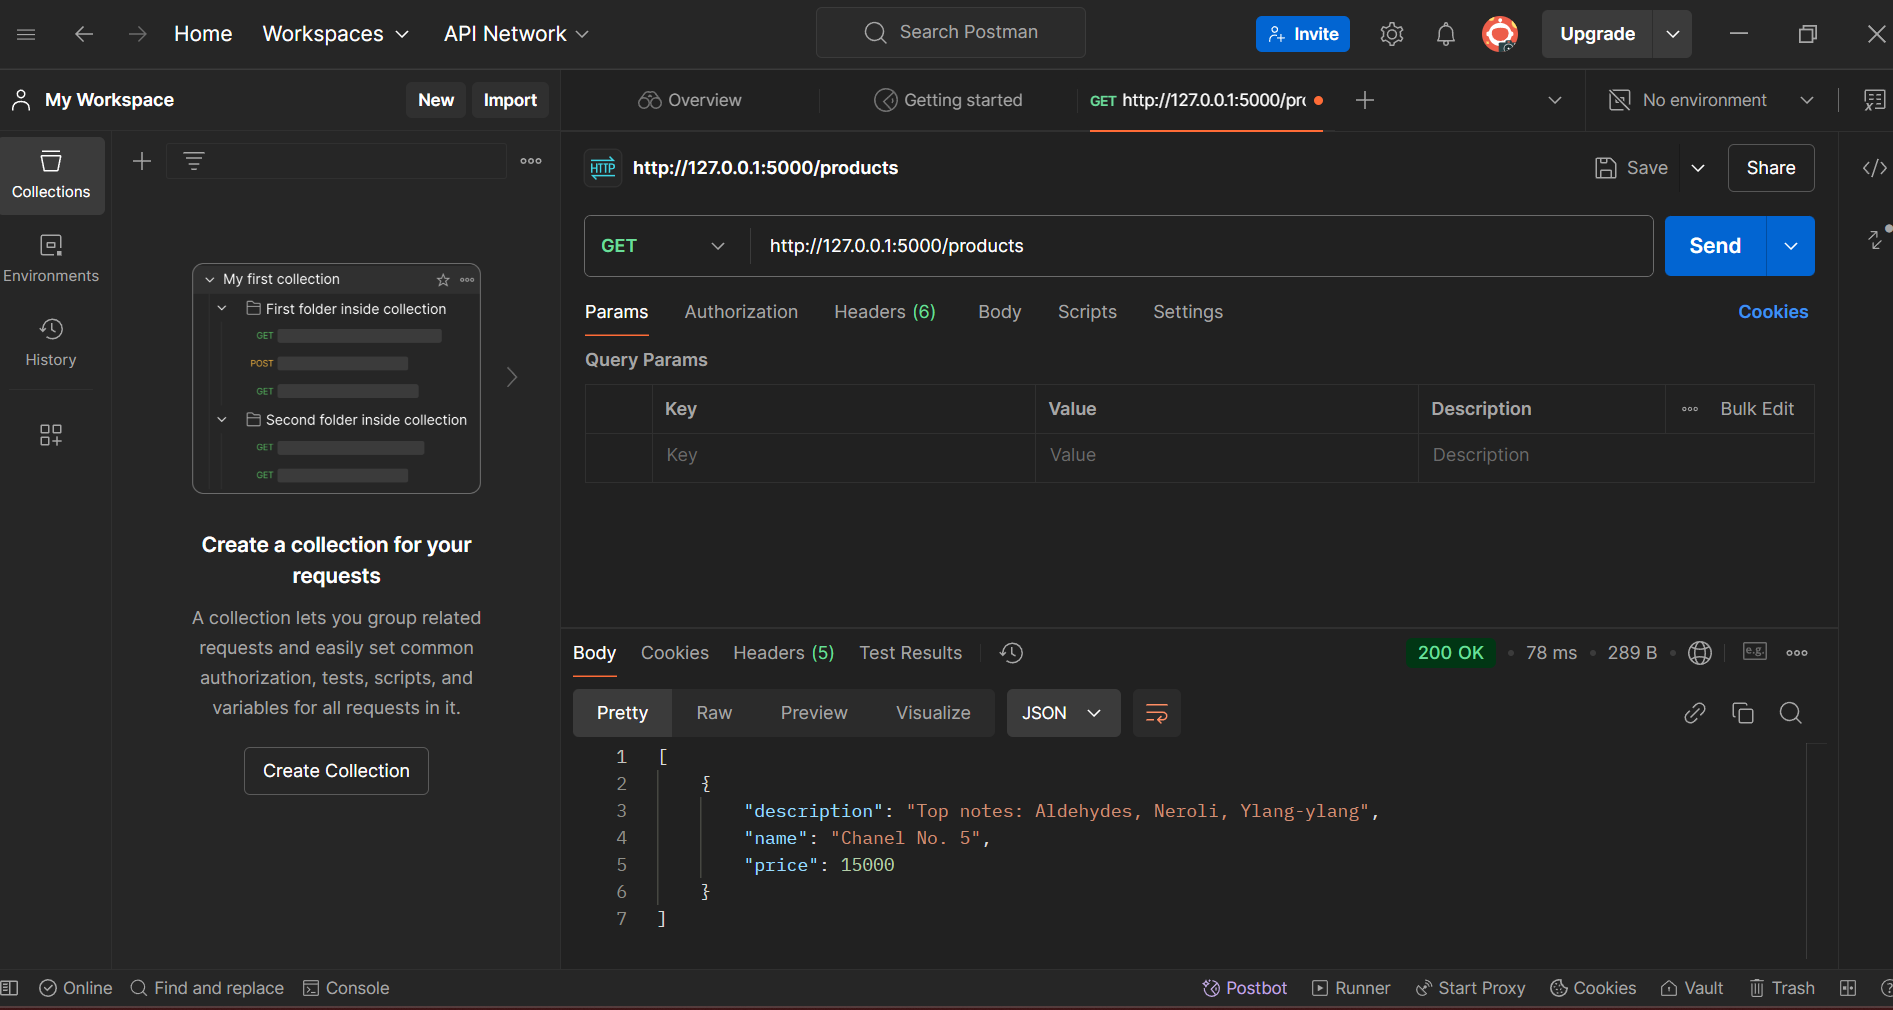 Home Workspaces API Network Search Postman Invite Upgrade
My Workspace New Import Overview Getting started GET http://127.0.0.1:5000/pro No environment
Collections
Environments
History
My first collection
First folder inside collection
GET
POST
GET
Second folder inside collection
GET
GET
Create a collection for your
requests
A collection lets you group related
requests and easily set common
authorization, tests, scripts, and
variables for all requests in it.
Create Collection
HTTP http://127.0.0.1:5000/products Save Share
GET http://127.0.0.1:5000/products Send
Params Authorization Headers (6) Body Scripts Settings Cookies
Query Params
Key Value Description Bulk Edit
Key Value Description
Body Cookies Headers (5) Test Results 200 OK 78 ms 289 B e.g.
Pretty Raw Preview Visualize JSON
1 [
2 {
3 "description": "Top notes: Aldehydes, Neroli, Ylang-ylang",
4 "name": "Chanel No. 5",
5 "price": 15000
6 }
7 ]
Online Find and replace Console Postbot Runner Start Proxy Cookies Vault Trash